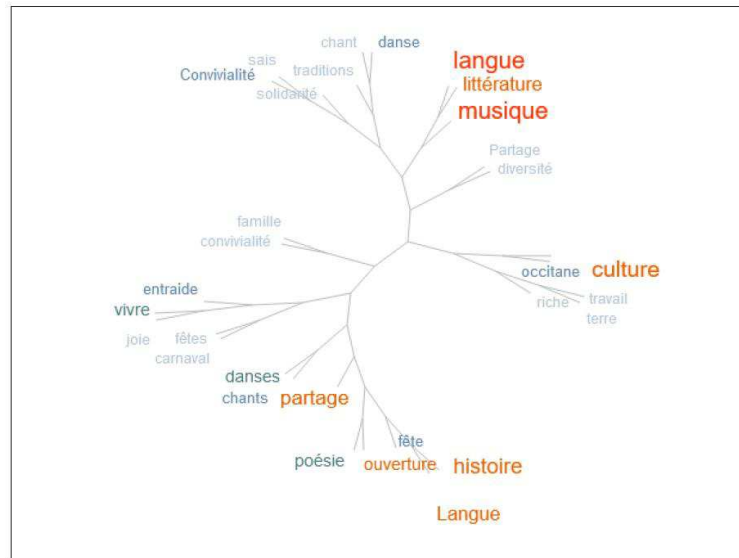 chant danse
langue
sais
traditions
Convivialité
littérature
solidarité
musique
Partage
diversité
famille
convivialité
occitane culture
entraide
riche travail
vivre
terre
joie fêtes
carnaval
danses
chants partage
fête
poésie ouverture histoire
Langue